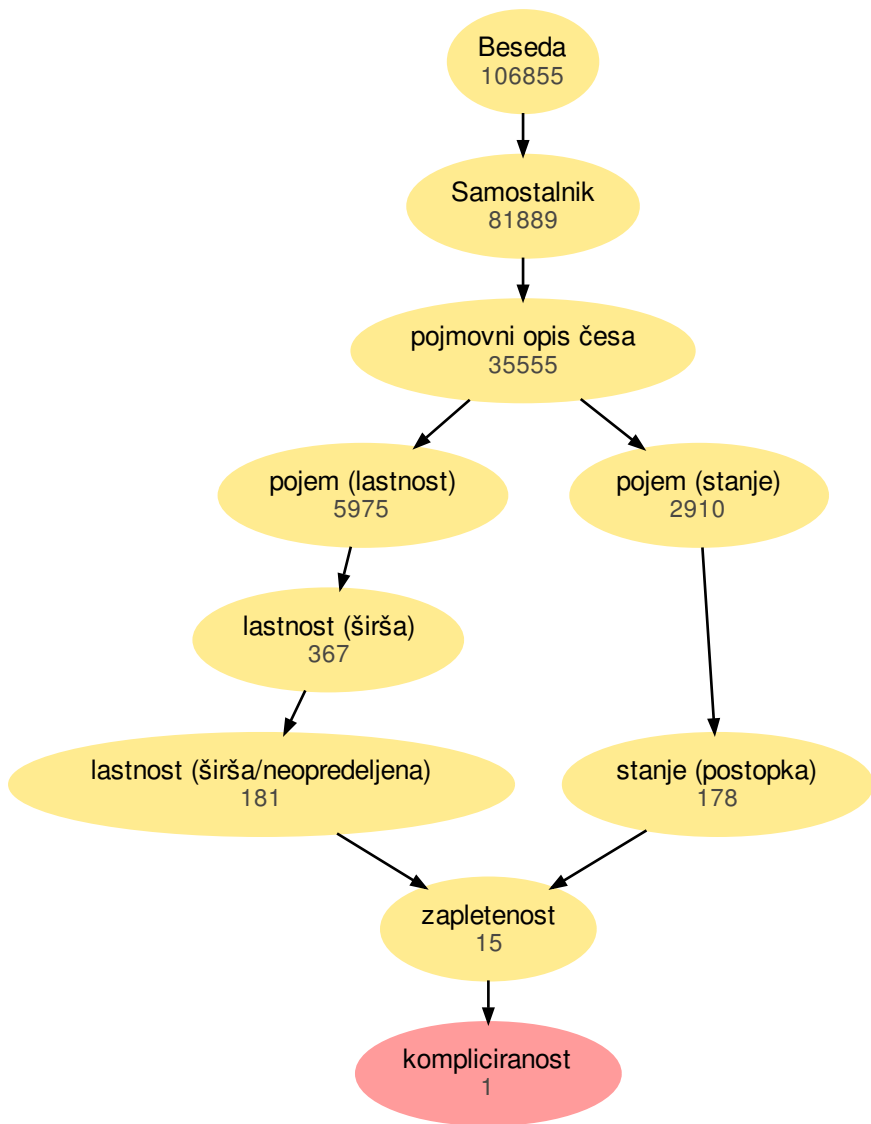 Beseda
106855
Samostalnik
81889
pojmovni opis česa
35555
pojem (lastnost)
5975
pojem (stanje)
2910
lastnost (širša)
367
lastnost (širša/neopredeljena)
181
stanje (postopka)
178
zapletenost
15
kompliciranost
1